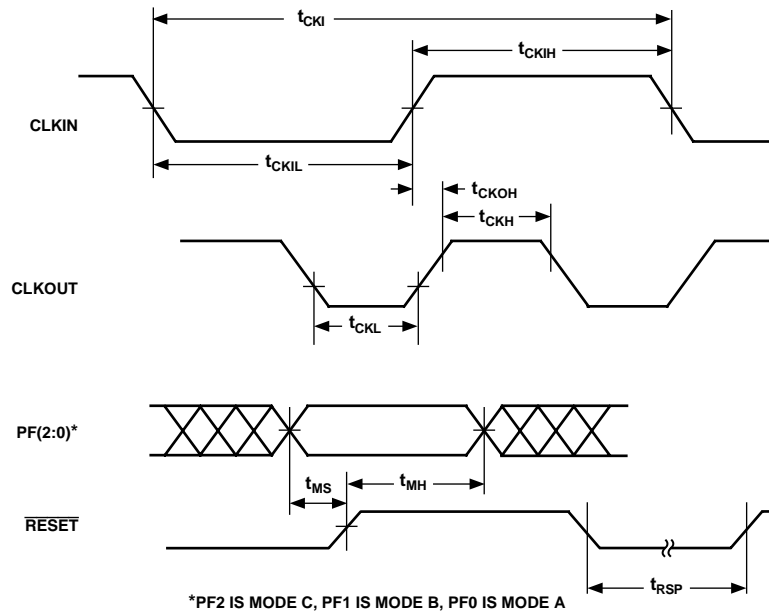 tCKI
tCKIH
CLKIN
tCKIL
tCKOH
tCKH
CLKOUT
tCKL
PF(2:0)*
tMS
tMH
RESET
tRSP
*PF2 IS MODE C, PF1 IS MODE B, PF0 IS MODE A